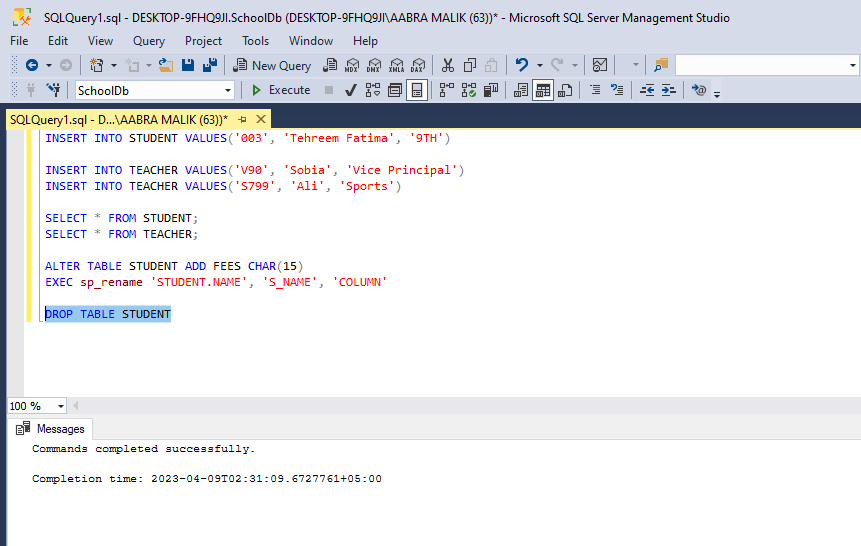 SQLQuery1.sql - DESKTOP-9FHQ9JI.SchoolDb (DESKTOP-9FHQ9JI\AABRA MALIK (63))* - Microsoft SQL Server Management Studio
File Edit View Query Project Tools Window Help
New Query MDX DMX XMLA DAX
SchoolDb Execute
SQLQuery1.sql - D...\AABRA MALIK (63))*
INSERT INTO STUDENT VALUES('003', 'Tehreem Fatima', '9TH')
INSERT INTO TEACHER VALUES('V90', 'Sobia', 'Vice Principal')
INSERT INTO TEACHER VALUES('S799', 'Ali', 'Sports')
SELECT * FROM STUDENT;
SELECT * FROM TEACHER;
ALTER TABLE STUDENT ADD FEES CHAR(15)
EXEC sp_rename 'STUDENT.NAME', 'S_NAME', 'COLUMN'
DROP TABLE STUDENT
100 %
Messages
Commands completed successfully.
Completion time: 2023-04-09T02:31:09.6727761+05:00